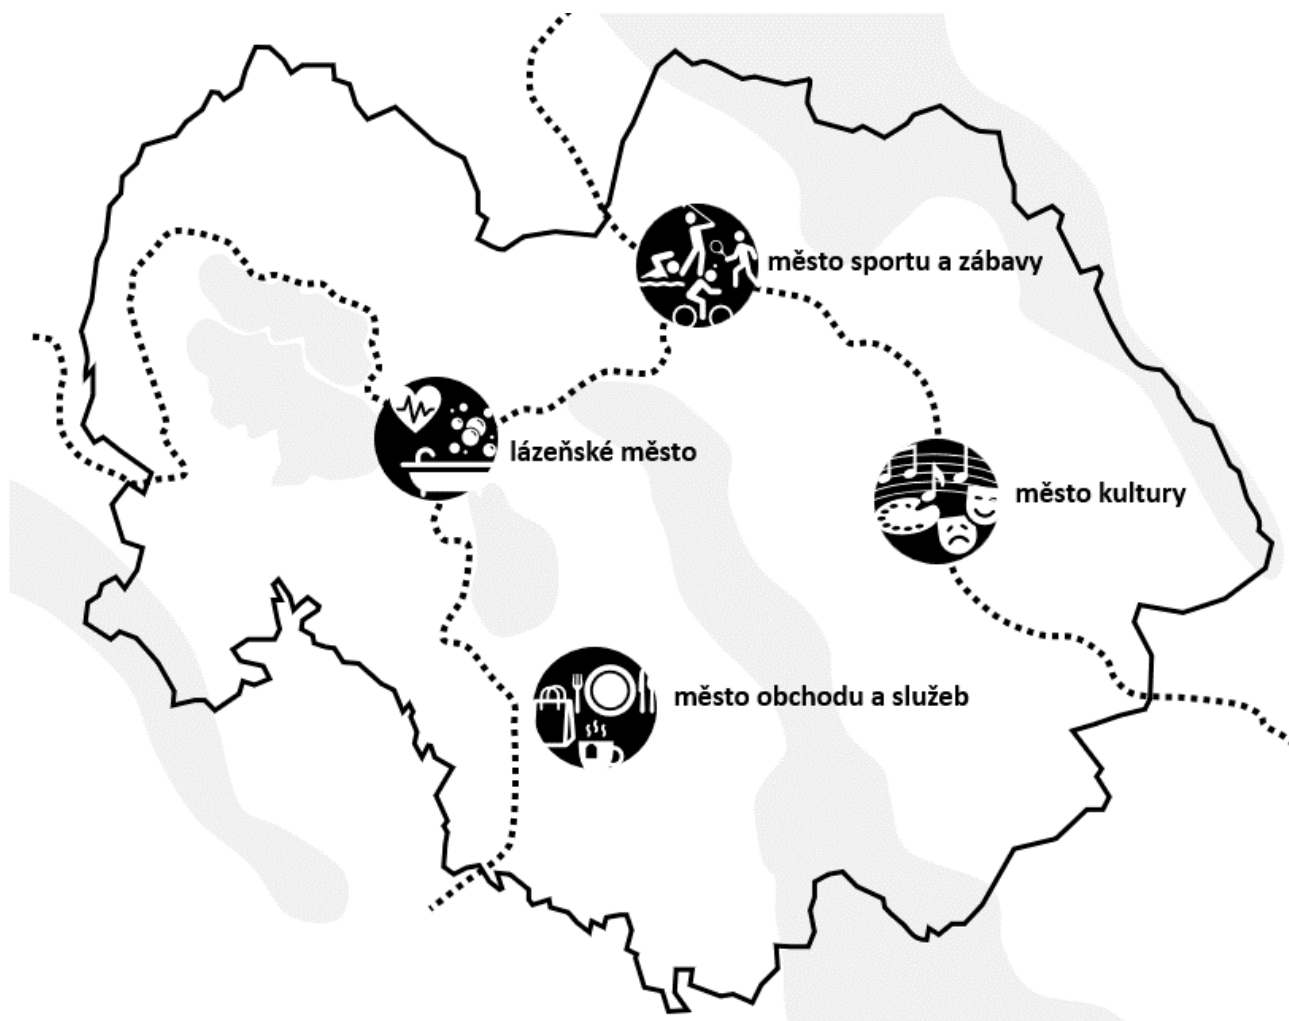 město sportu a zábavy
lázeňské město
město kultury
město obchodu a služeb